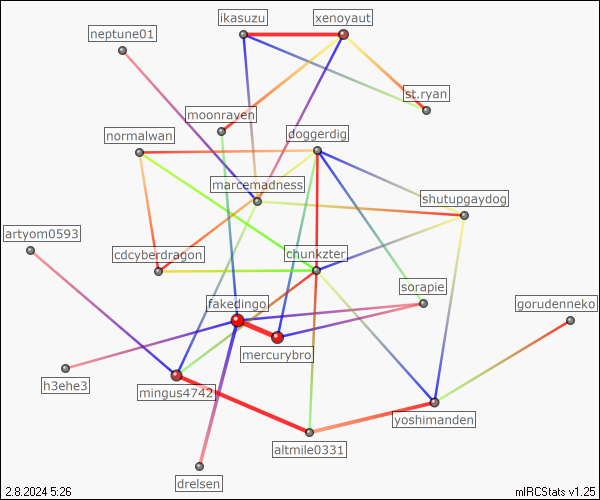 ikasuzu
xenoyaut
neptune01
st.ryan
moonraven
normalwan
doggerdig
marcemadness
shutupgaydog
artyom0593
cdcyberdragon
chunkzter
sorapie
fakedingo
gorudenneko
mercurybro
h3ehe3
mingus4742
yoshimanden
altmile0331
drelsen
2.8.2024 5:26
mIRCStats v1.25